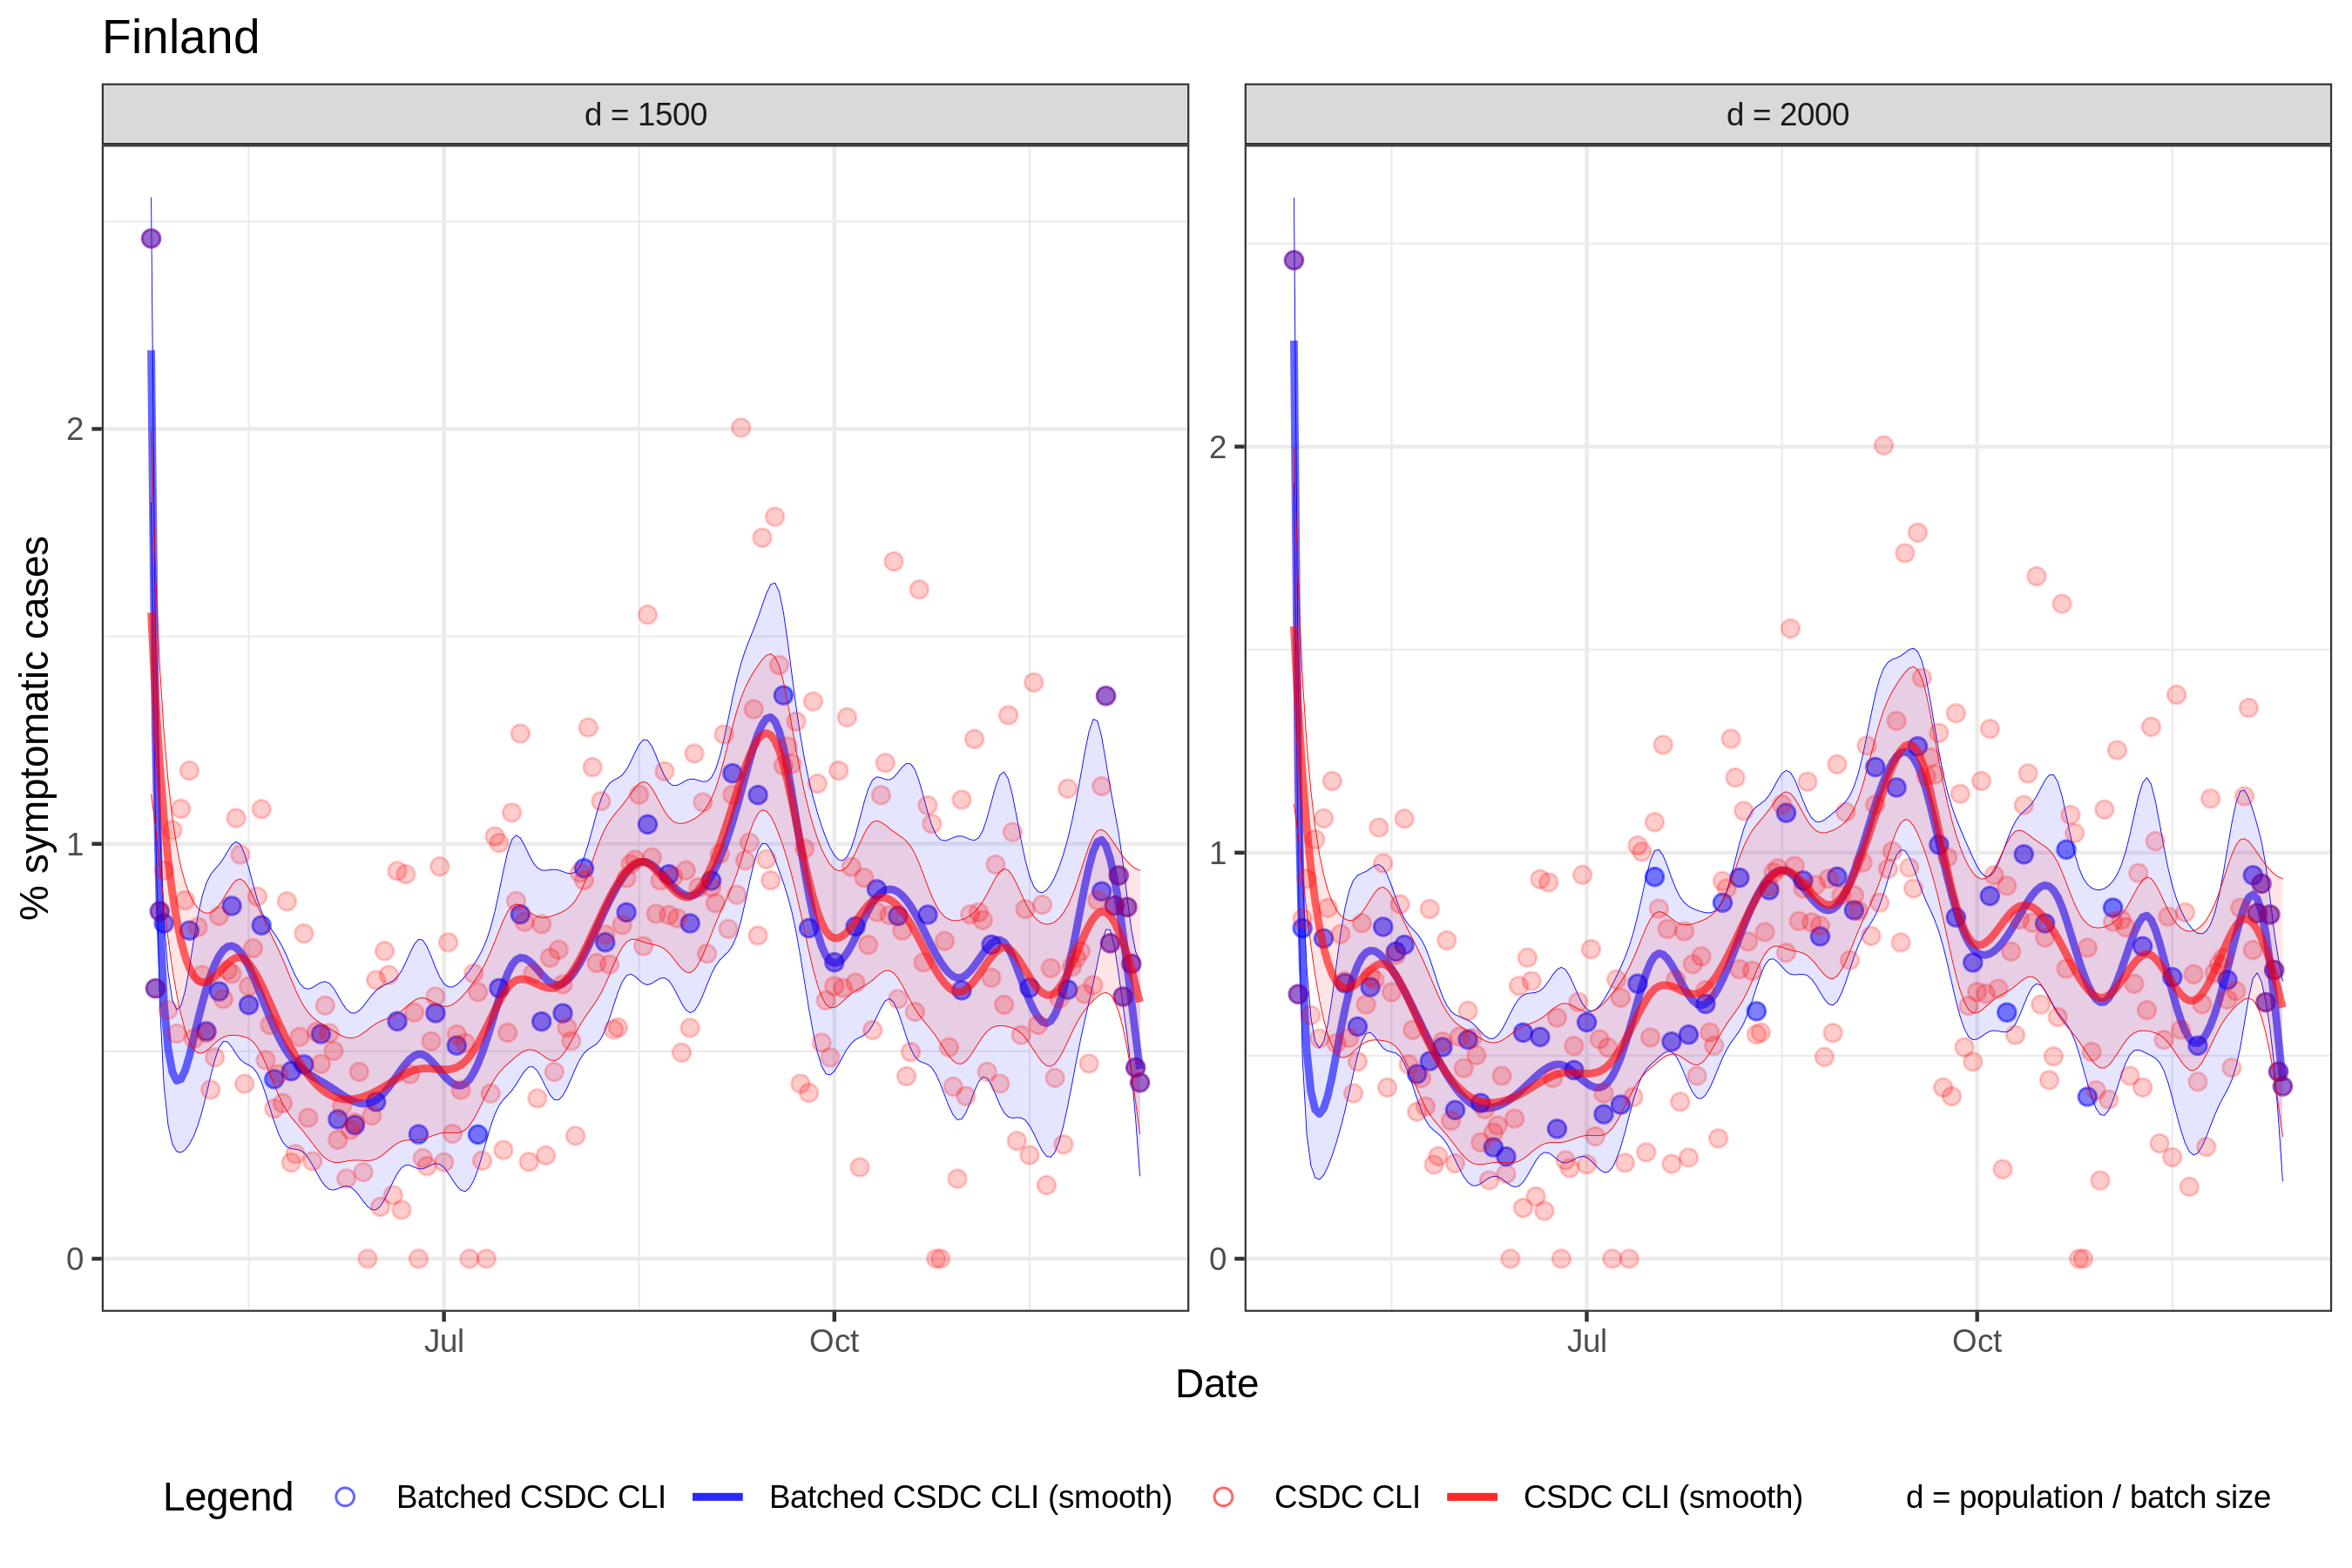 Finland
d = 1500
d = 2000
% symptomatic cases
2
1
0
2
1
0
Jul
Oct
Jul
Oct
Date
Legend
Batched CSDC CLI
Batched CSDC CLI (smooth)
CSDC CLI
CSDC CLI (smooth)
d = population / batch size